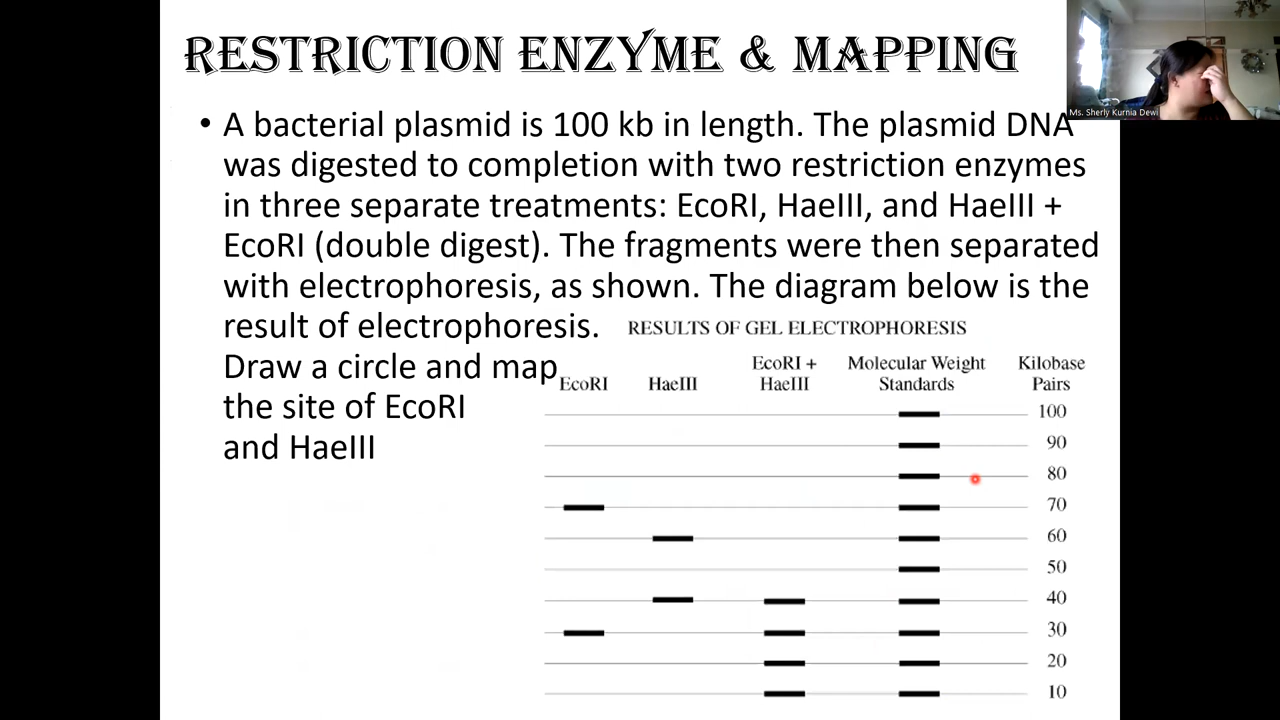 RESTRICTION ENZYME & MAPPING
Ms. Sherly Kurnia Dewi
• A bacterial plasmid is 100 kb in length. The plasmid DNA
was digested to completion with two restriction enzymes
in three separate treatments: EcoRI, HaeIII, and HaeIII +
EcoRI (double digest). The fragments were then separated
with electrophoresis, as shown. The diagram below is the
result of electrophoresis.
Draw a circle and map
the site of EcoRI
and HaeIII
RESULTS OF GEL ELECTROPHORESIS
EcoRI
HaeIII
EcoRI +
HaeIII
Molecular Weight
Standards
Kilobase
Pairs
100
90
80
70
60
50
40
30
20
10